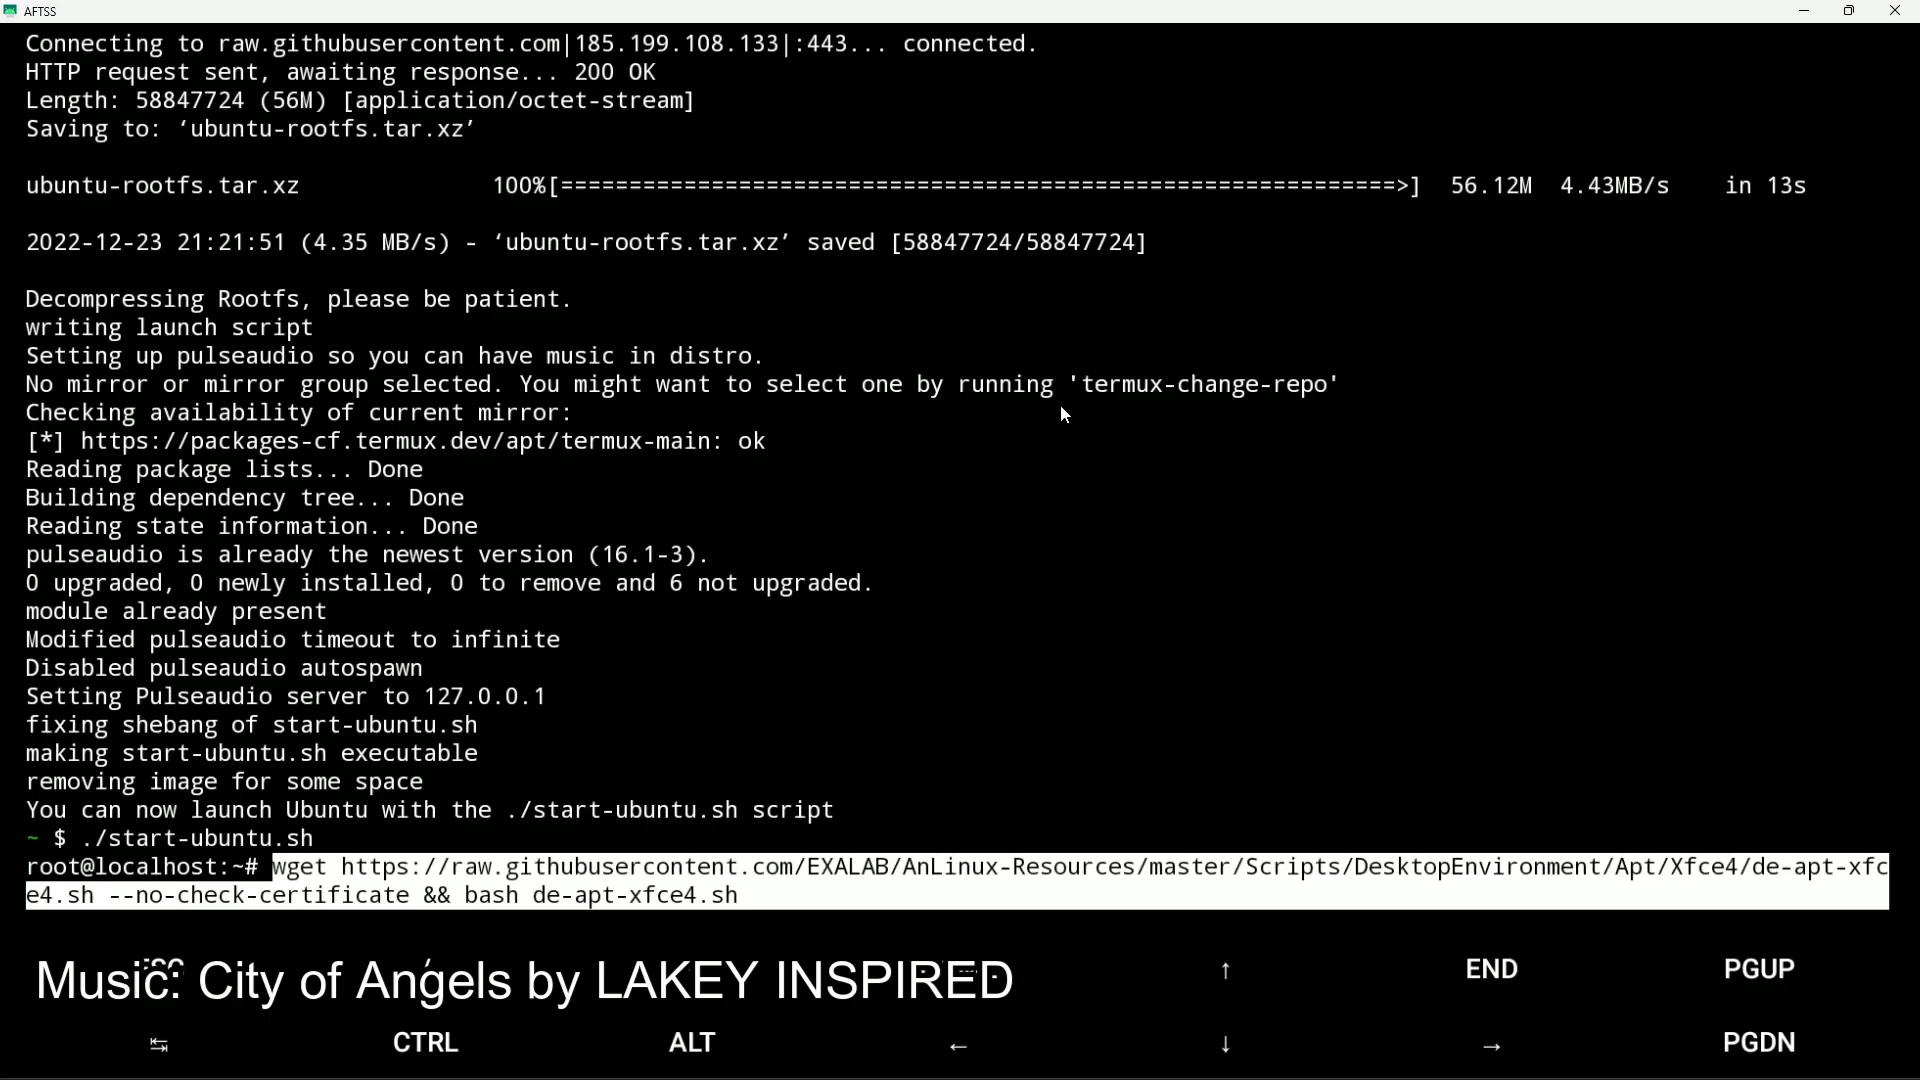 AFTSS
Connecting to raw.githubusercontent.com|185.199.108.133|:443... connected.
HTTP request sent, awaiting response... 200 OK
Length: 58847724 (56M) [application/octet-stream]
Saving to: ‘ubuntu-rootfs.tar.xz’
ubuntu-rootfs.tar.xz 100%[=============================================================>] 56.12M 4.43MB/s in 13s
2022-12-23 21:21:51 (4.35 MB/s) - ‘ubuntu-rootfs.tar.xz’ saved [58847724/58847724]
Decompressing Rootfs, please be patient.
writing launch script
Setting up pulseaudio so you can have music in distro.
No mirror or mirror group selected. You might want to select one by running 'termux-change-repo'
Checking availability of current mirror:
[*] https://packages-cf.termux.dev/apt/termux-main: ok
Reading package lists... Done
Building dependency tree... Done
Reading state information... Done
pulseaudio is already the newest version (16.1-3).
0 upgraded, 0 newly installed, 0 to remove and 6 not upgraded.
module already present
Modified pulseaudio timeout to infinite
Disabled pulseaudio autospawn
Setting Pulseaudio server to 127.0.0.1
fixing shebang of start-ubuntu.sh
making start-ubuntu.sh executable
removing image for some space
You can now launch Ubuntu with the ./start-ubuntu.sh script
~ $ ./start-ubuntu.sh
root@localhost:~# wget https://raw.githubusercontent.com/EXALAB/AnLinux-Resources/master/Scripts/DesktopEnvironment/Apt/Xfce4/de-apt-xfc
e4.sh --no-check-certificate && bash de-apt-xfce4.sh
Music: City of Angels by LAKEY INSPIRED ↑ END PGUP
↹ CTRL ALT ← ↓ → PGDN